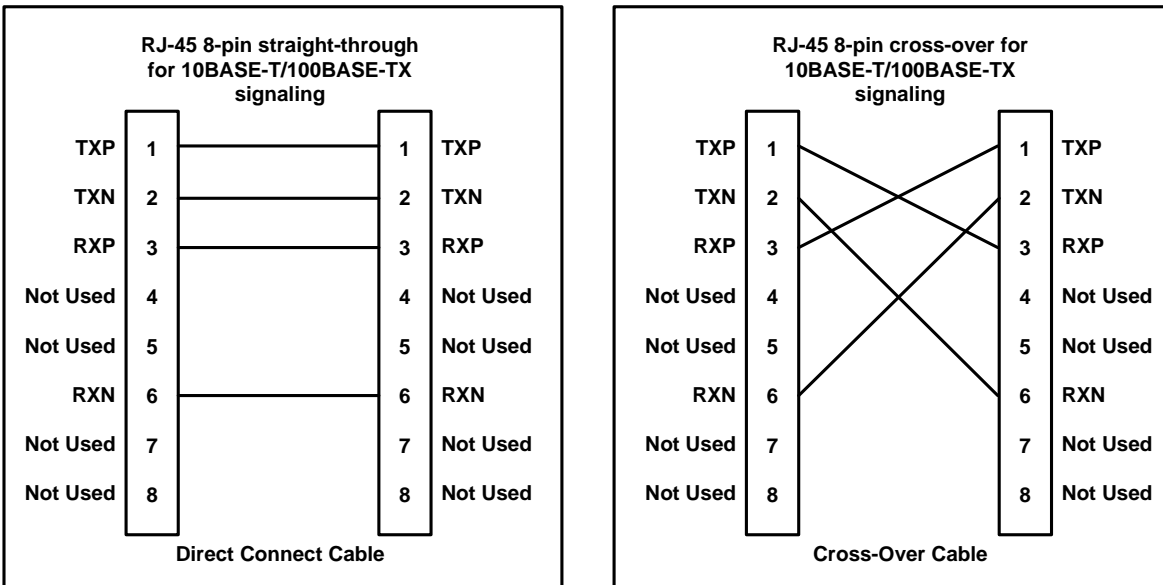 RJ-45 8-pin straight-through
for 10BASE-T/100BASE-TX
signaling
TXP 1 1 TXP
TXN 2 2 TXN
RXP 3 3 RXP
Not Used 4 4 Not Used
Not Used 5 5 Not Used
RXN 6 6 RXN
Not Used 7 7 Not Used
Not Used 8 8 Not Used
Direct Connect Cable
RJ-45 8-pin cross-over for
10BASE-T/100BASE-TX
signaling
TXP 1 1 TXP
TXN 2 2 TXN
RXP 3 3 RXP
Not Used 4 4 Not Used
Not Used 5 5 Not Used
RXN 6 6 RXN
Not Used 7 7 Not Used
Not Used 8 8 Not Used
Cross-Over Cable